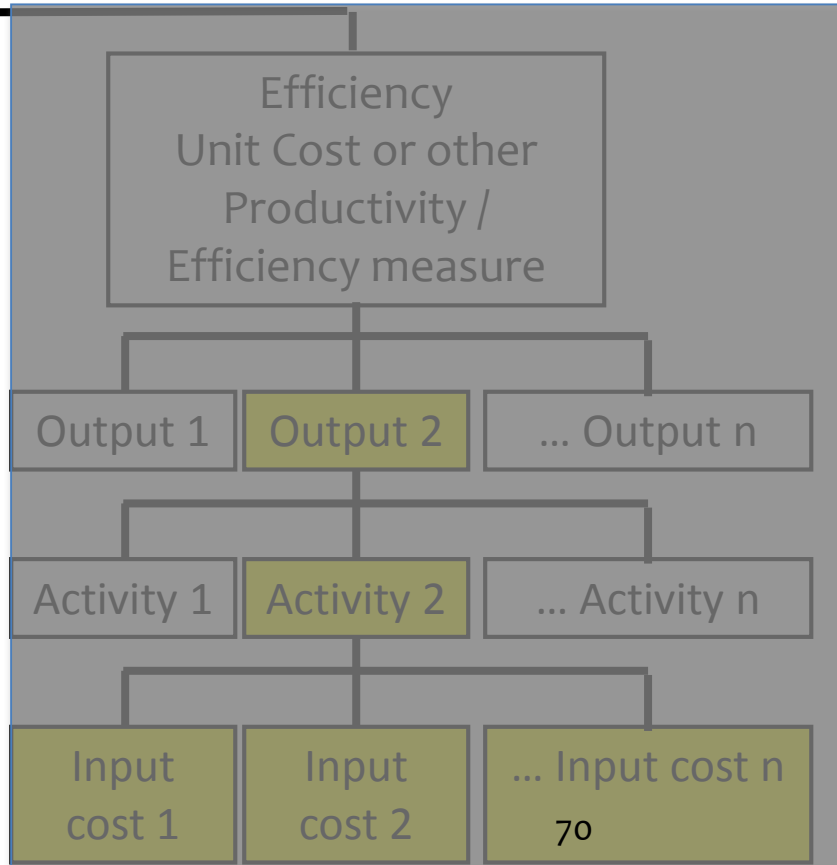 Efficiency
Unit Cost or other
Productivity /
Efficiency measure
Output 1
Output 2
... Output n
Activity 1
Activity 2
... Activity n
Input
cost 1
Input
cost 2
... Input cost n
70